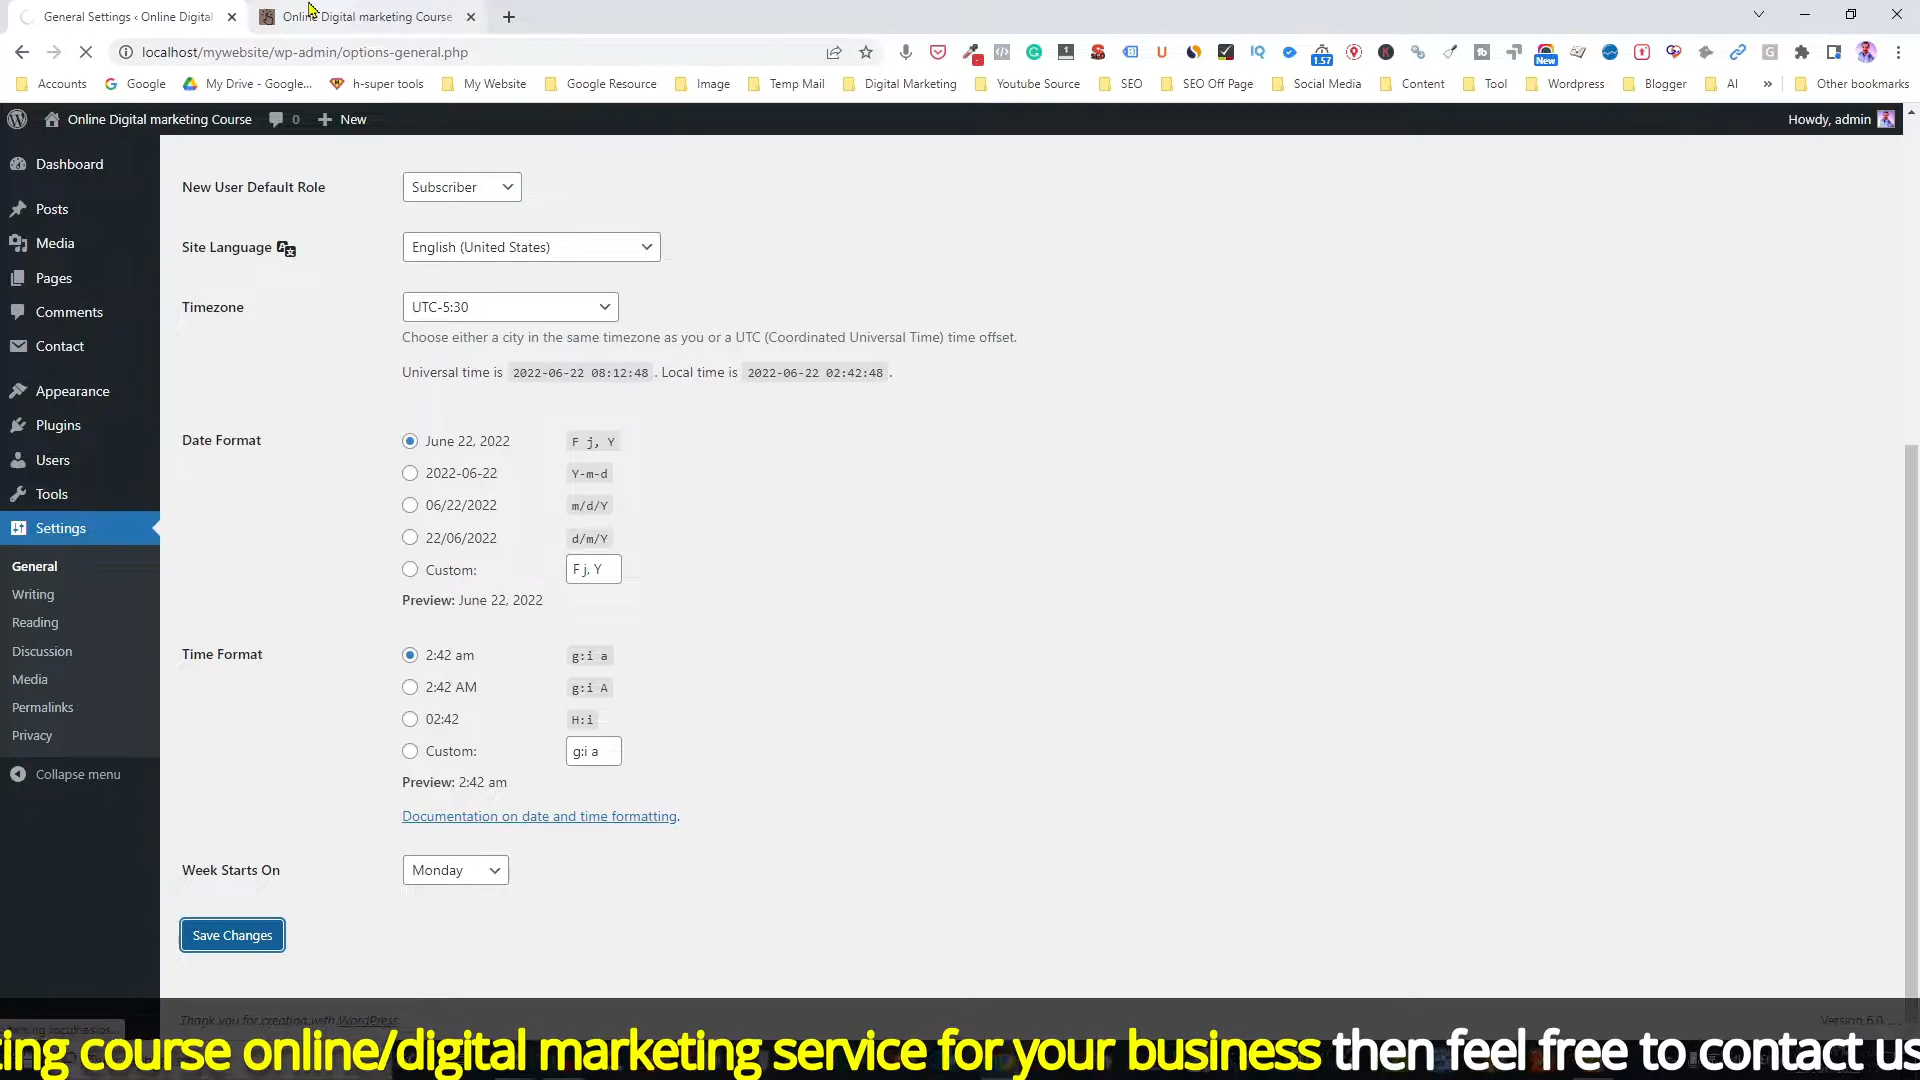 General Settings ‹ Online Digital
Online Digital marketing Course
localhost/mywebsite/wp-admin/options-general.php
1.57
New
Accounts
Google
My Drive - Google...
h-super tools
My Website
Google Resource
Image
Temp Mail
Digital Marketing
Youtube Source
SEO
SEO Off Page
Social Media
Content
Tool
Wordpress
Blogger
AI
»
Other bookmarks
Online Digital marketing Course
0
New
Howdy, admin
Dashboard
Posts
Media
Pages
Comments
Contact
Appearance
Plugins
Users
Tools
Settings
General
Writing
Reading
Discussion
Media
Permalinks
Privacy
Collapse menu
New User Default Role
Subscriber
Site Language
English (United States)
Timezone
UTC-5:30
Choose either a city in the same timezone as you or a UTC (Coordinated Universal Time) time offset.
Universal time is 2022-06-22 08:12:48 . Local time is 2022-06-22 02:42:48 .
Date Format
June 22, 2022 F j, Y
2022-06-22 Y-m-d
06/22/2022 m/d/Y
22/06/2022 d/m/Y
Custom: F j, Y
Preview: June 22, 2022
Time Format
2:42 am g:i a
2:42 AM g:i A
02:42 H:i
Custom: g:i a
Preview: 2:42 am
Documentation on date and time formatting.
Week Starts On
Monday
Save Changes
Thank you for creating with WordPress.
Version 6.0
ting course online/digital marketing service for your business then feel free to contact us